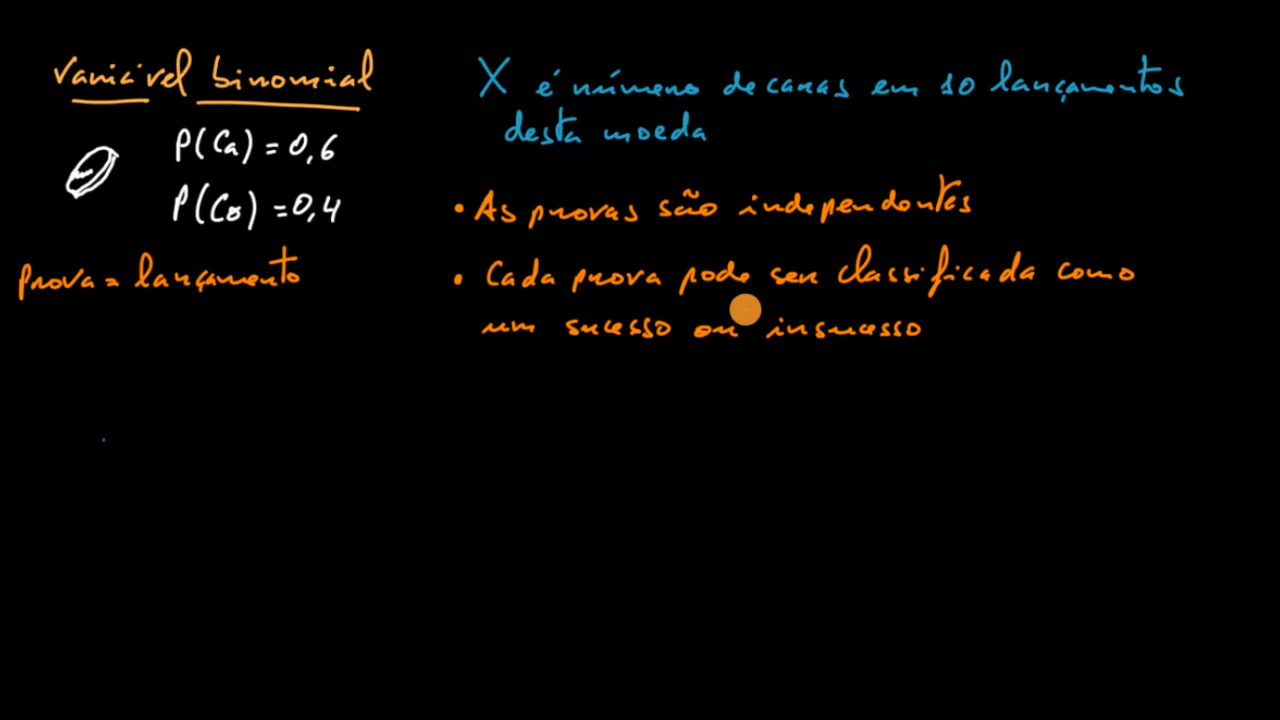 Variável binomial
P(Ca) = 0,6
P(Co) = 0,4
prova = lançamento
X é número de caras em 10 lançamentos
desta moeda
• As provas são independentes
• Cada prova pode ser classificada como
um sucesso ou insucesso